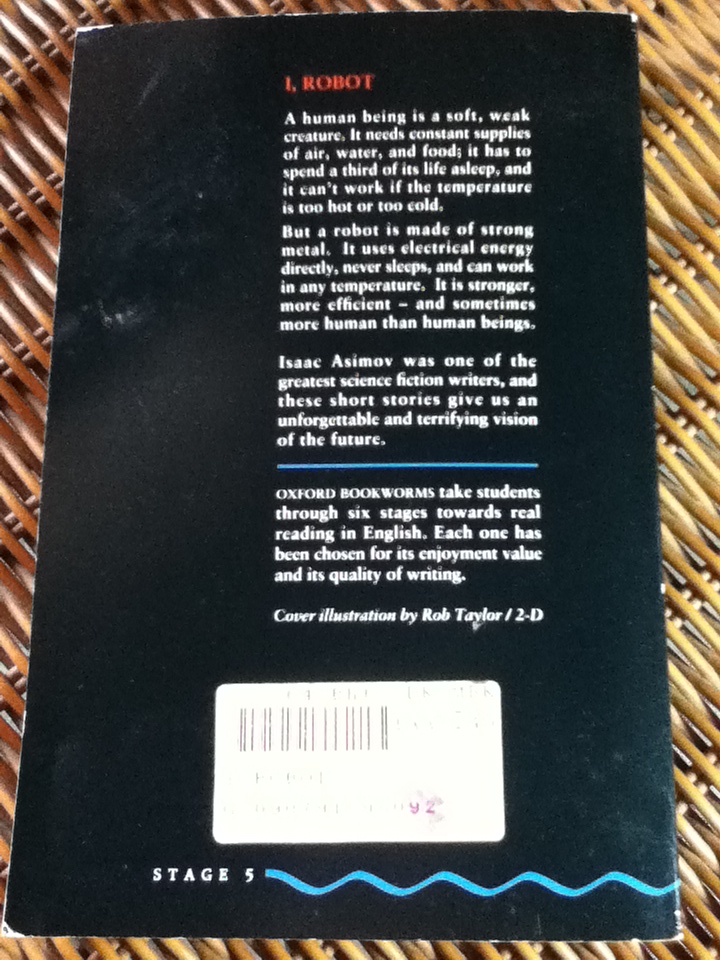 I, ROBOT
A human being is a soft, weak
creature. It needs constant supplies
of air, water, and food; it has to
spend a third of its life asleep, and
it can't work if the temperature
is too hot or too cold.
But a robot is made of strong
metal. It uses electrical energy
directly, never sleeps, and can work
in any temperature. It is stronger,
more efficient – and sometimes
more human than human beings.
Isaac Asimov was one of the
greatest science fiction writers, and
these short stories give us an
unforgettable and terrifying vision
of the future.
OXFORD BOOKWORMS take students
through six stages towards real
reading in English. Each one has
been chosen for its enjoyment value
and its quality of writing.
Cover illustration by Rob Taylor / 2-D
92
STAGE 5